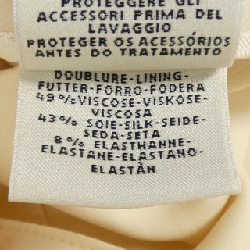 PROTEGGERE GLI
ACCESSORI PRIMA DEL
LAVAGGIO
PROTEGER OS ACESSÓRIOS
ANTES DO TRATAMENTO
DOUBLURE-LINING-
FUTTER-FORRO-FODERA
49%VISCOSE-VISKOSE-
VISCOSA
43% SOIE-SILK-SEIDE-
SEDA-SETA
8% ELASTHANNE-
ELASTANE-ELASTANO-
ELASTÀN